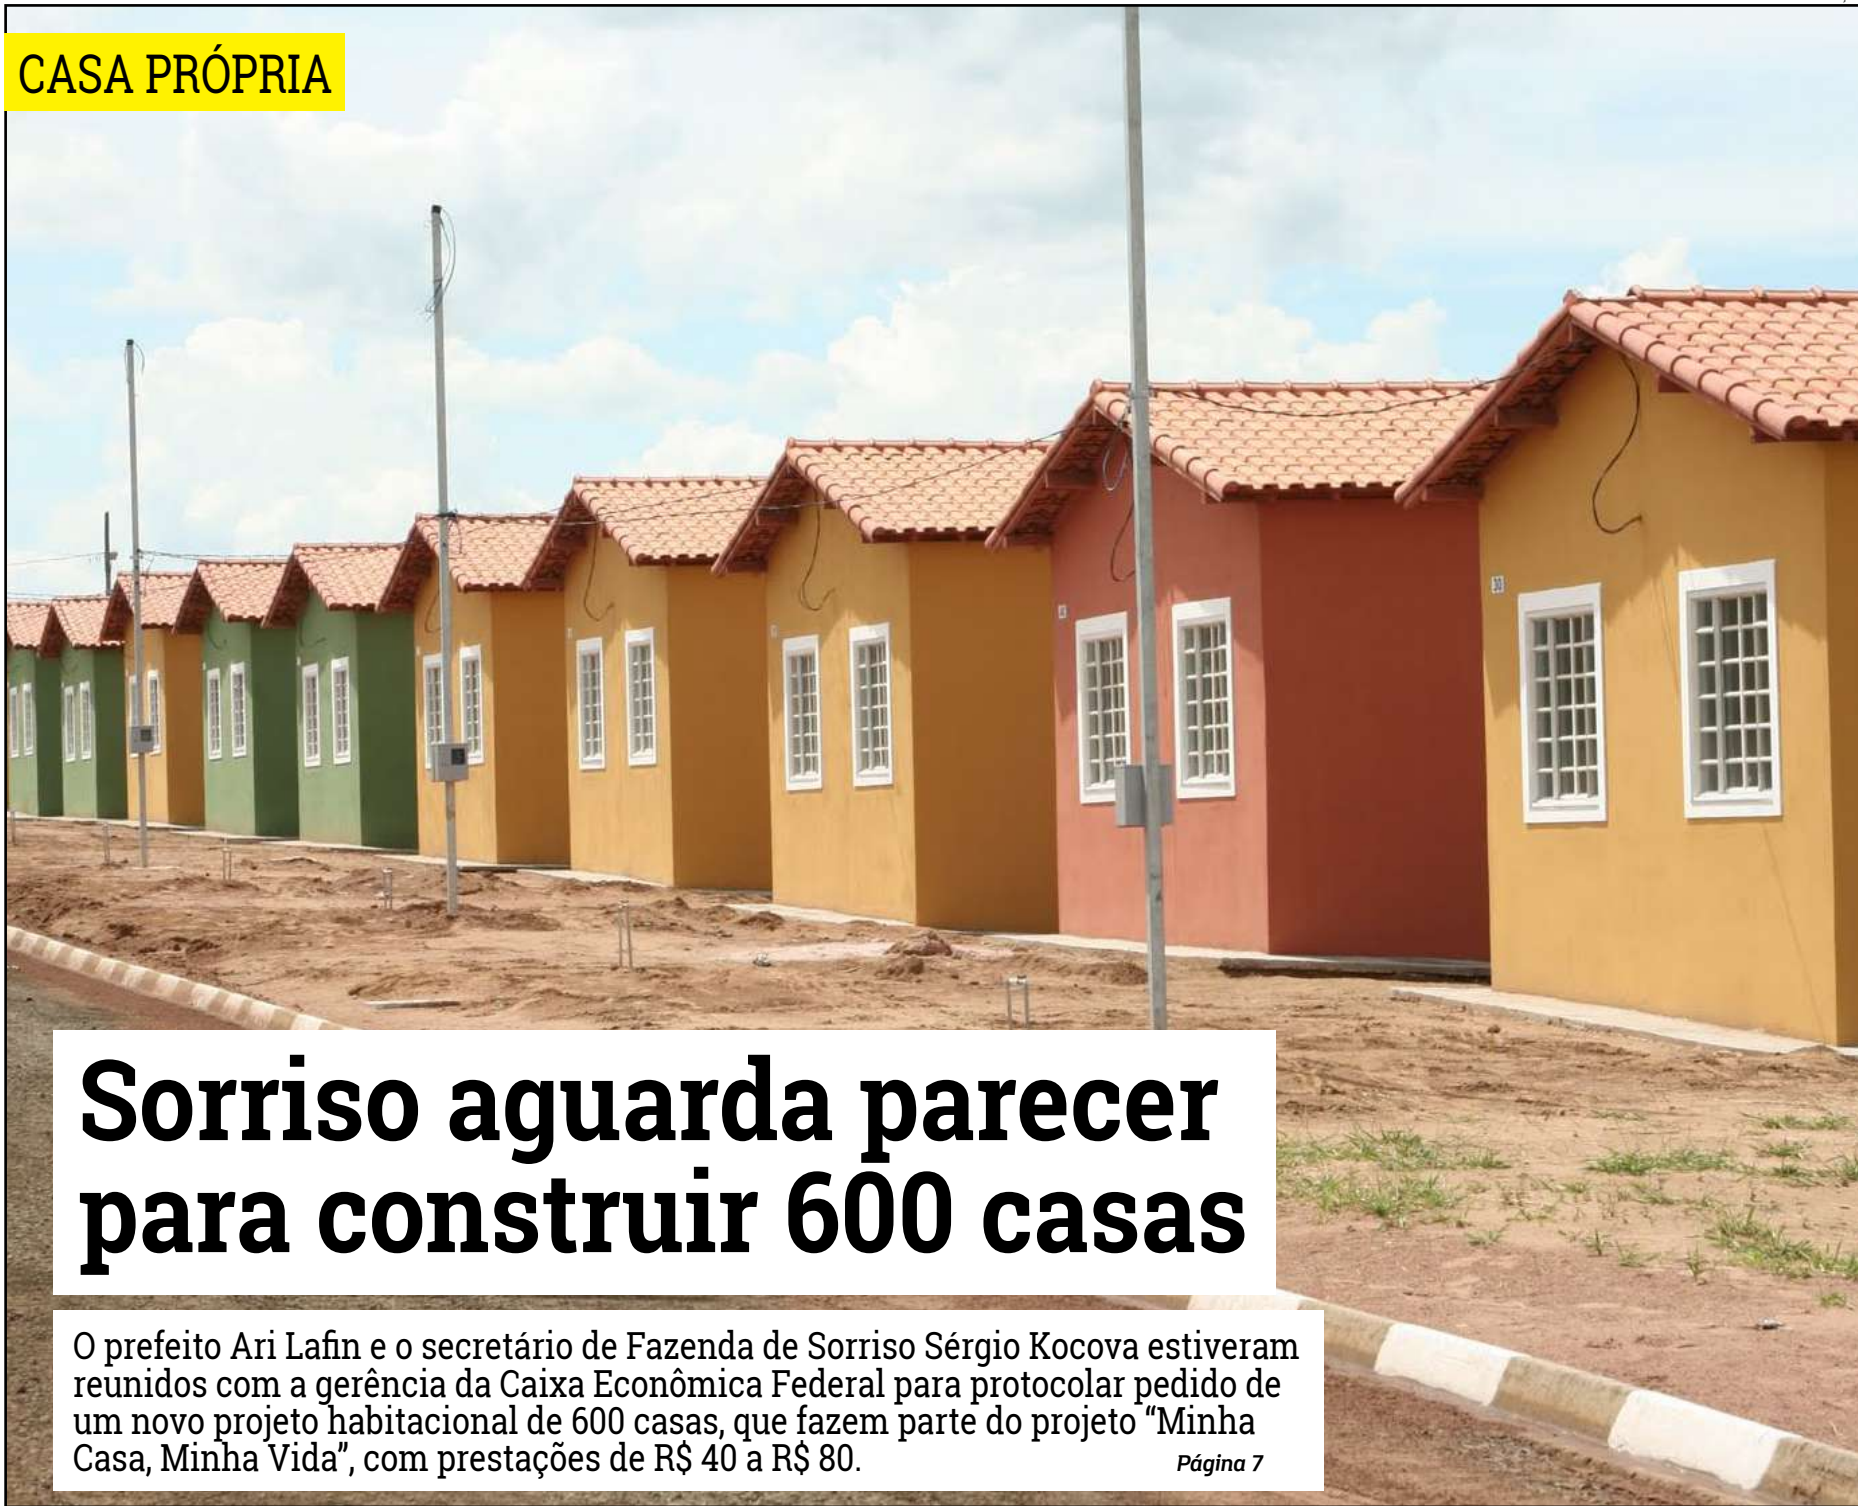 CASA PRÓPRIA
30
Sorriso aguarda parecer
para construir 600 casas
O prefeito Ari Lafin e o secretário de Fazenda de Sorriso Sérgio Kocova estiveram
reunidos com a gerência da Caixa Econômica Federal para protocolar pedido de
um novo projeto habitacional de 600 casas, que fazem parte do projeto “Minha
Casa, Minha Vida”, com prestações de R$ 40 a R$ 80.
Página 7